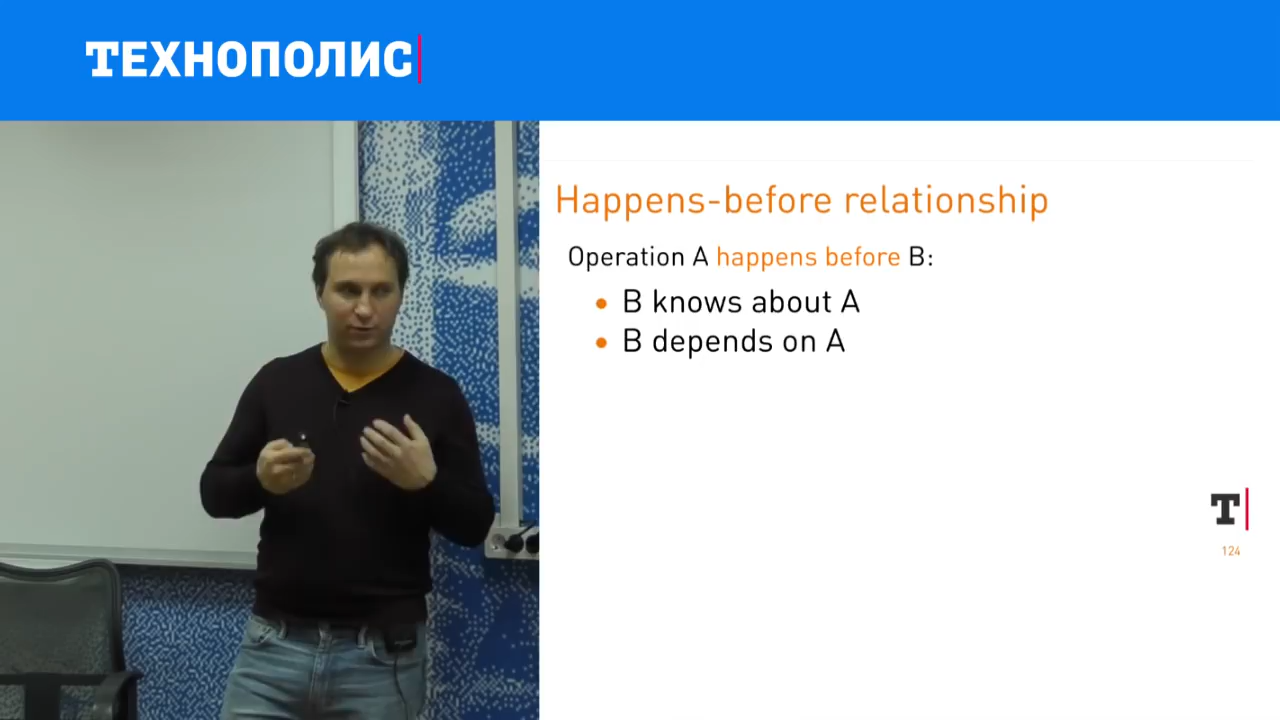 ТЕХНОПОЛИС
Happens-before relationship
Operation A happens before B:
• B knows about A
• B depends on A
T
124